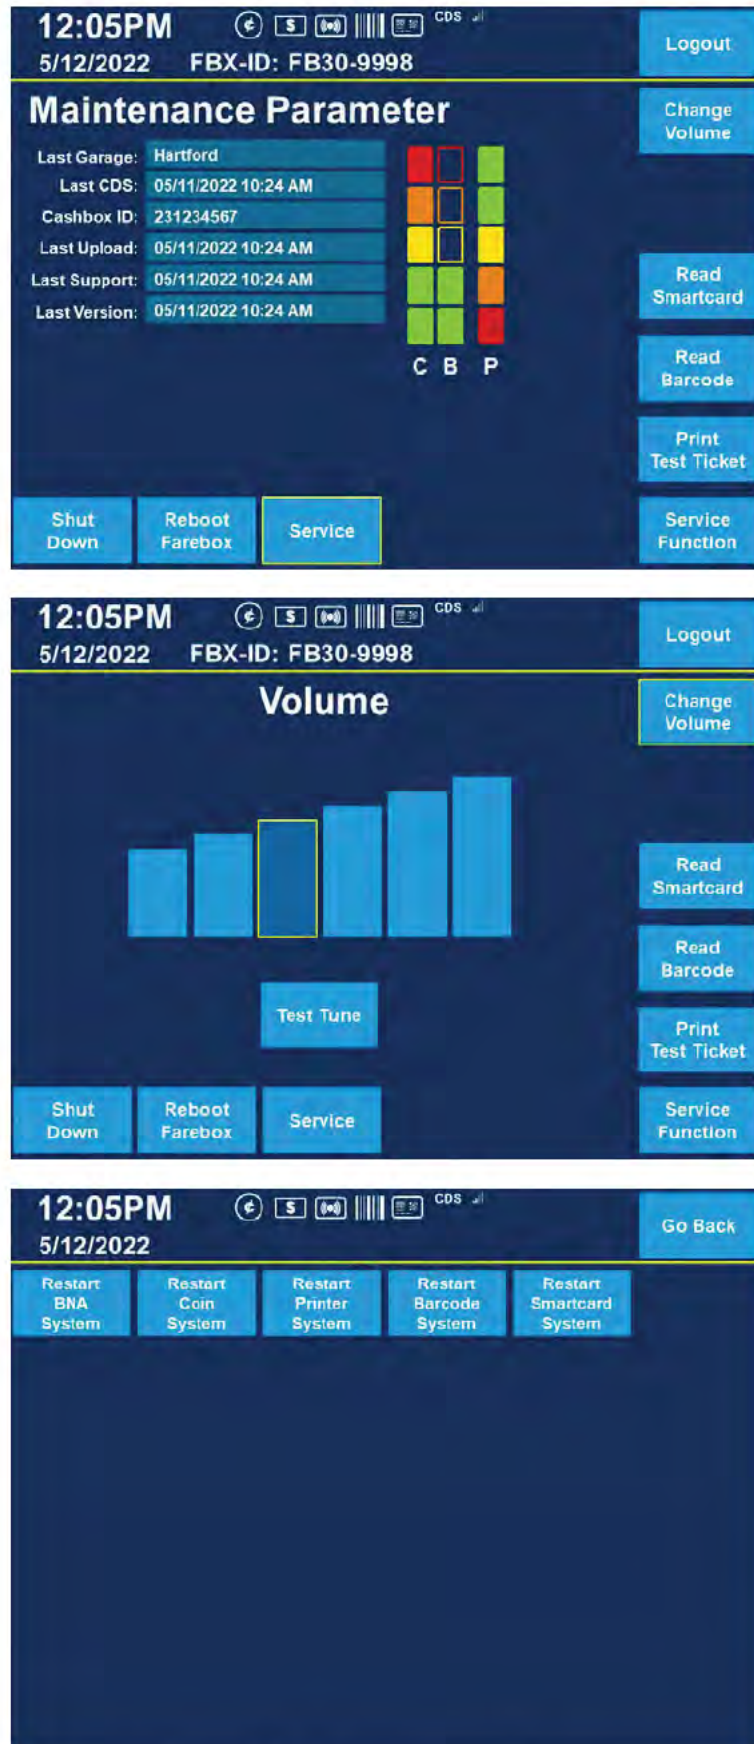 12:05PM
CDS
Logout
5/12/2022 FBX-ID: FB30-9998
Maintenance Parameter
Change
Volume
Last Garage: Hartford
Last CDS: 05/11/2022 10:24 AM
Cashbox ID: 231234567
Last Upload: 05/11/2022 10:24 AM
Last Support: 05/11/2022 10:24 AM
Last Version: 05/11/2022 10:24 AM
C B P
Read
Smartcard
Read
Barcode
Print
Test Ticket
Shut
Down
Reboot
Farebox
Service
Service
Function
12:05PM
CDS
Logout
5/12/2022 FBX-ID: FB30-9998
Volume
Change
Volume
Read
Smartcard
Read
Barcode
Test Tune
Print
Test Ticket
Shut
Down
Reboot
Farebox
Service
Service
Function
12:05PM
CDS
Go Back
5/12/2022
Restart
BNA
System
Restart
Coin
System
Restart
Printer
System
Restart
Barcode
System
Restart
Smartcard
System